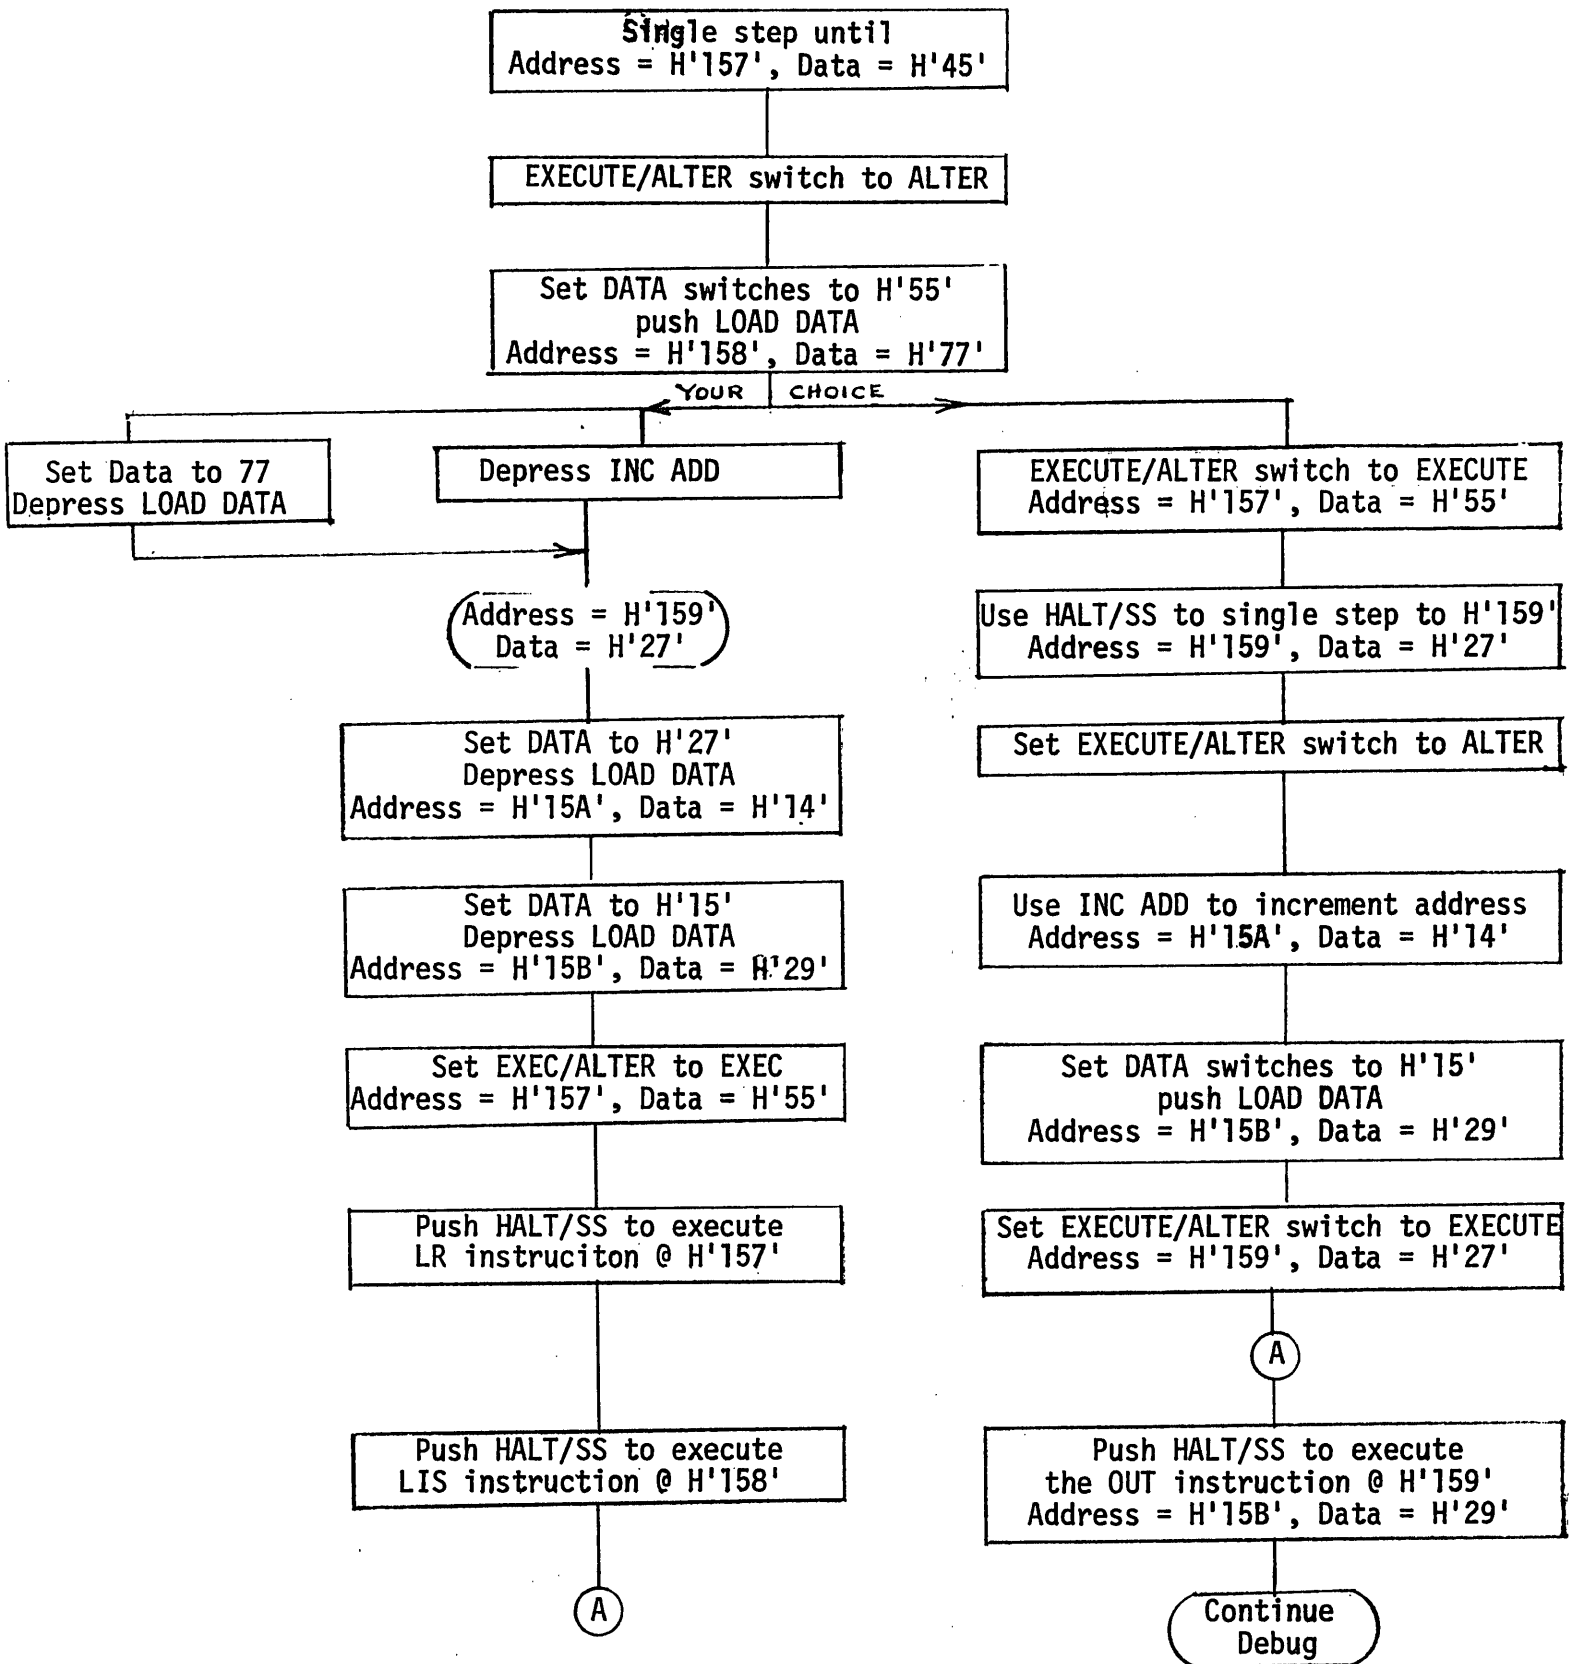 Single step until
Address = H'157', Data = H'45'
EXECUTE/ALTER switch to ALTER
Set DATA switches to H'55'
push LOAD DATA
Address = H'158', Data = H'77'
YOUR CHOICE
Set Data to 77
Depress LOAD DATA
Depress INC ADD
(Address = H'159'
Data = H'27')
Set DATA to H'27'
Depress LOAD DATA
Address = H'15A', Data = H'14'
Set DATA to H'15'
Depress LOAD DATA
Address = H'15B', Data = H'29'
Set EXEC/ALTER to EXEC
Address = H'157', Data = H'55'
Push HALT/SS to execute
LR instruciton @ H'157'
Push HALT/SS to execute
LIS instruction @ H'158'
A
EXECUTE/ALTER switch to EXECUTE
Address = H'157', Data = H'55'
Use HALT/SS to single step to H'159'
Address = H'159', Data = H'27'
Set EXECUTE/ALTER switch to ALTER
Use INC ADD to increment address
Address = H'15A', Data = H'14'
Set DATA switches to H'15'
push LOAD DATA
Address = H'15B', Data = H'29'
Set EXECUTE/ALTER switch to EXECUTE
Address = H'159', Data = H'27'
A
Push HALT/SS to execute
the OUT instruction @ H'159'
Address = H'15B', Data = H'29'
Continue
Debug